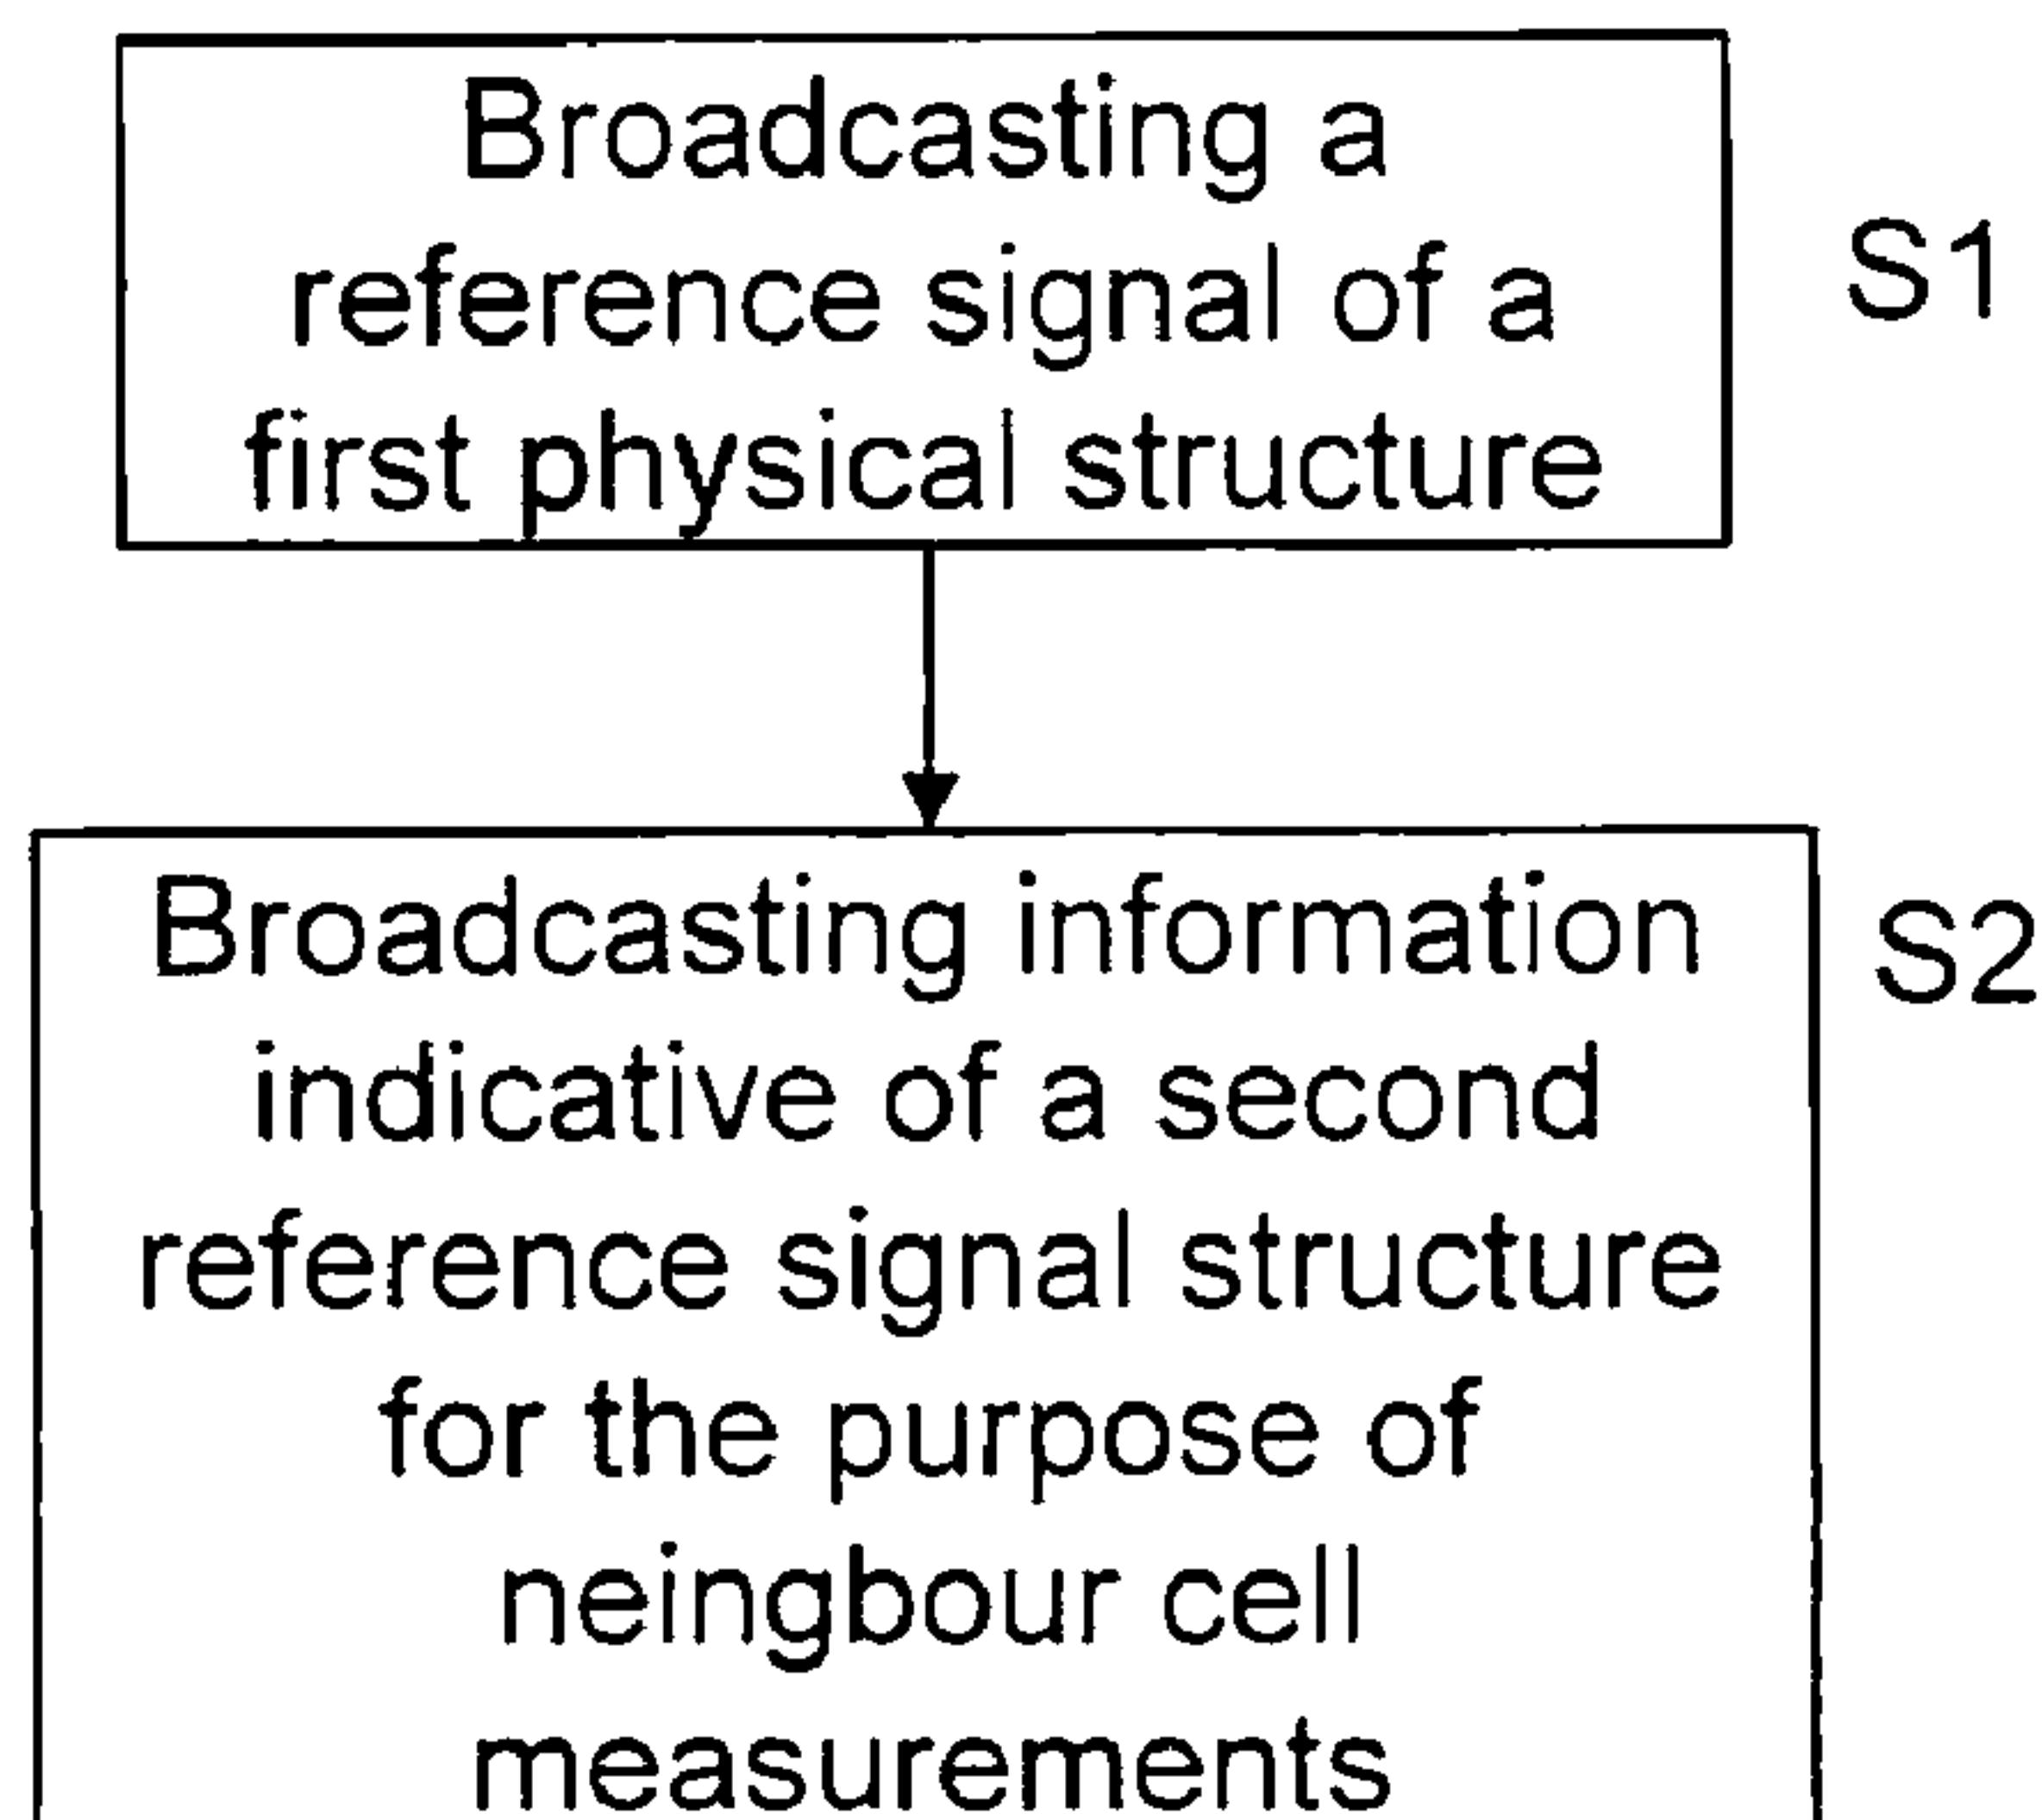 Broadcasting a
reference signal of a
first physical structure
S1
Broadcasting information
indicative of a second
reference signal structure
for the purpose of
neingbour cell
measurements
S2